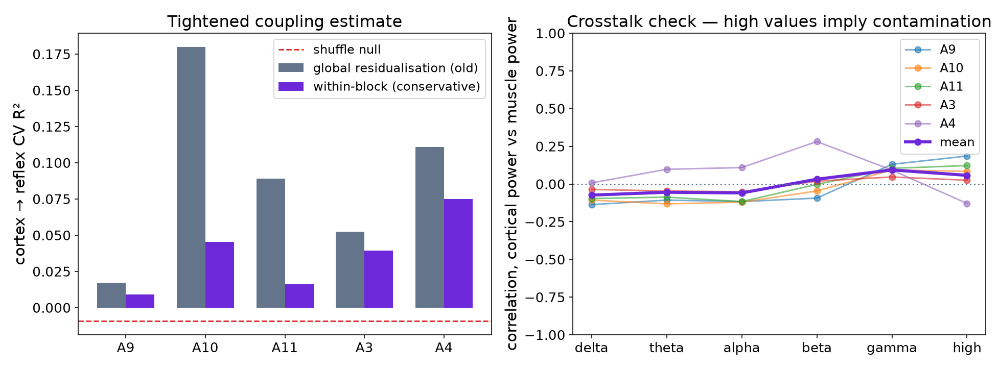 Tightened coupling estimate
cortex → reflex CV R²
0.175
0.150
0.125
0.100
0.075
0.050
0.025
0.000
shuffle null
global residualisation (old)
within-block (conservative)
A9
A10
A11
A3
A4
Crosstalk check — high values imply contamination
correlation, cortical power vs muscle power
1.00
0.75
0.50
0.25
0.00
−0.25
−0.50
−0.75
−1.00
A9
A10
A11
A3
A4
mean
delta
theta
alpha
beta
gamma
high